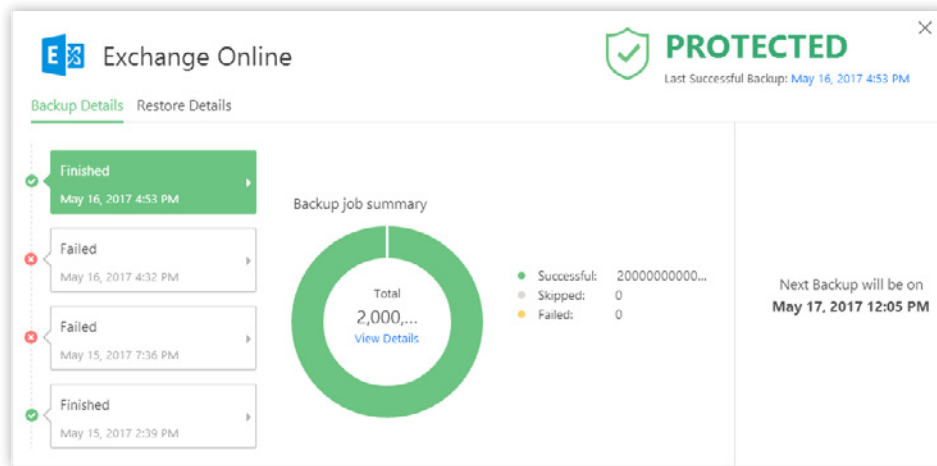 E
Exchange Online
PROTECTED
Last Successful Backup: May 16, 2017 4:53 PM
Backup Details Restore Details
Finished
May 16, 2017 4:53 PM
Failed
May 16, 2017 4:32 PM
Failed
May 15, 2017 7:36 PM
Finished
May 15, 2017 2:39 PM
Backup job summary
Total
2,000,...
View Details
Successful: 20000000000...
Skipped: 0
Failed: 0
Next Backup will be on
May 17, 2017 12:05 PM